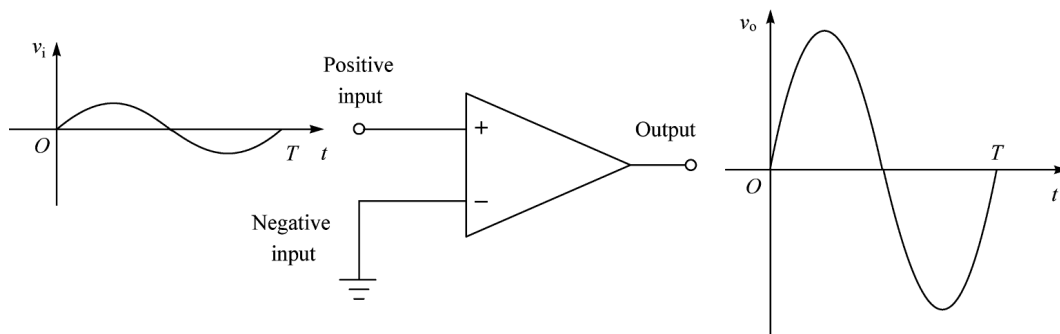 v_i
O
T
t
Positive
input
+
−
Negative
input
Output
v_o
O
T
t